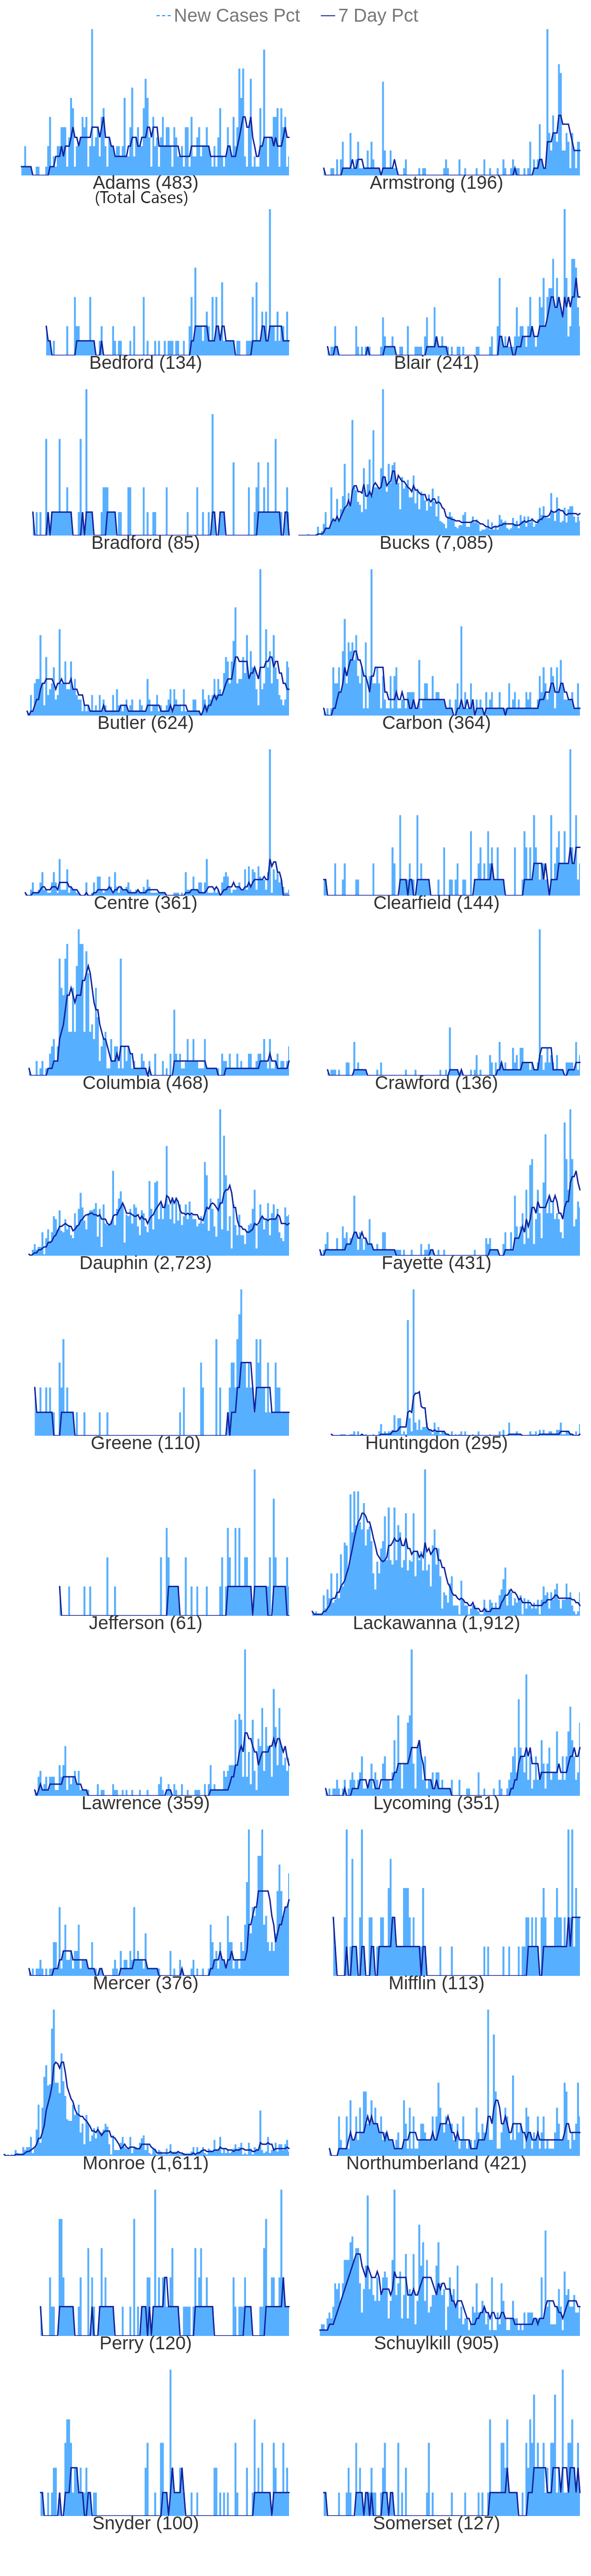 New Cases Pct 7 Day Pct
Adams (483) Armstrong (196)
(Total Cases)
Bedford (134) Blair (241)
Bradford (85) Bucks (7,085)
Butler (624) Carbon (364)
Centre (361) Clearfield (144)
Columbia (468) Crawford (136)
Dauphin (2,723) Fayette (431)
Greene (110) Huntingdon (295)
Jefferson (61) Lackawanna (1,912)
Lawrence (359) Lycoming (351)
Mercer (376) Mifflin (113)
Monroe (1,611) Northumberland (421)
Perry (120) Schuylkill (905)
Snyder (100) Somerset (127)